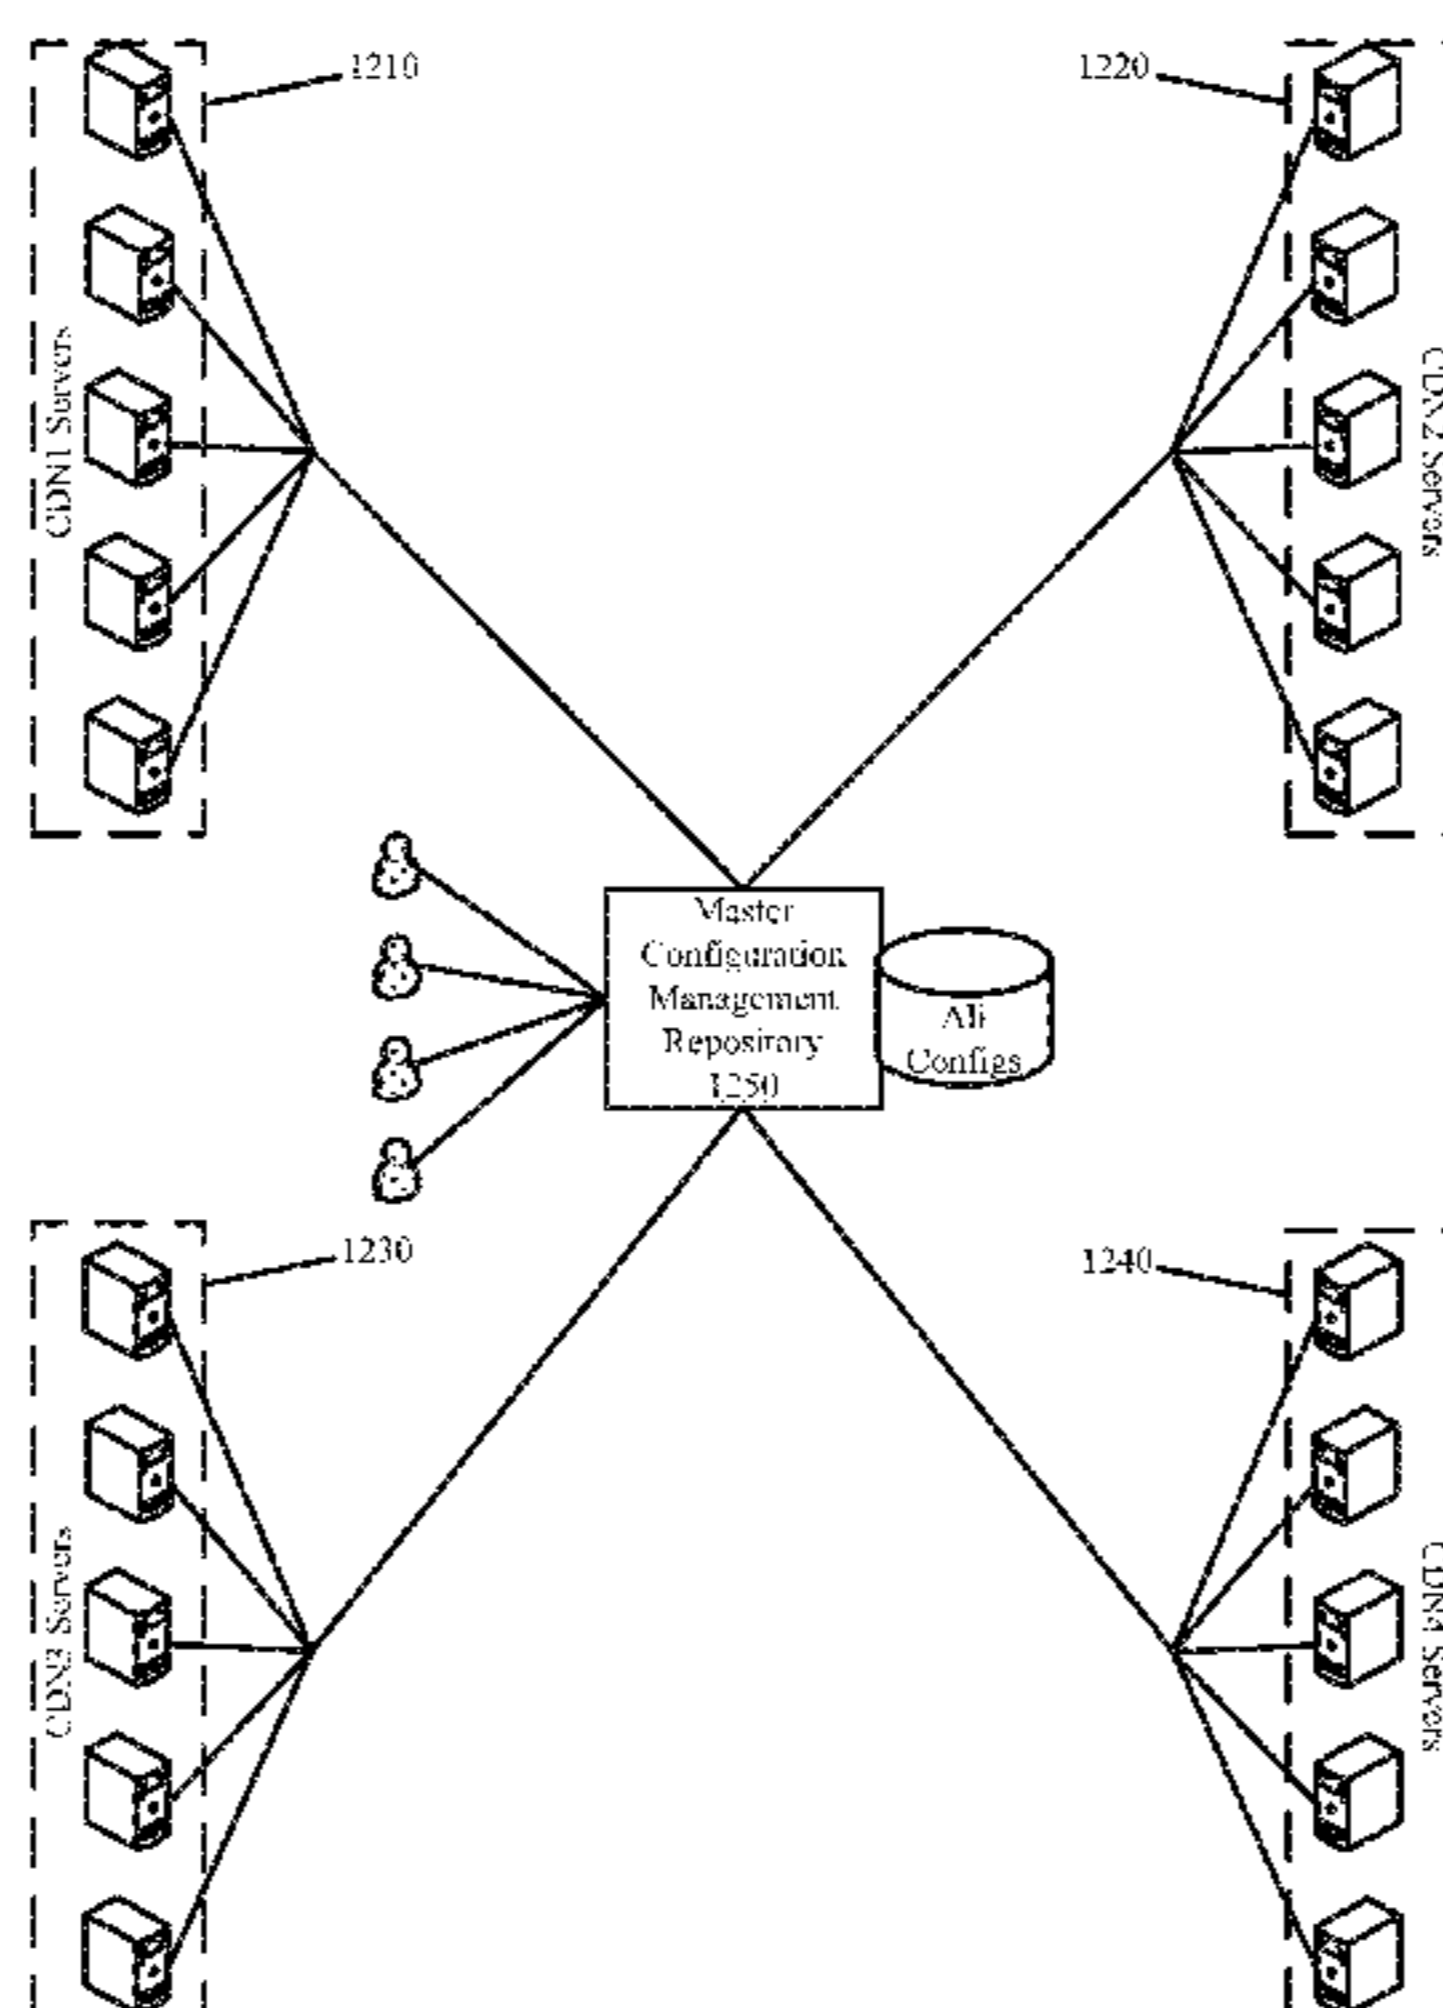 1210
1220
CDN1 Servers
CDN2 Servers
Master
Configuration
Management
Repository
1250
All
Configs
1230
1240
CDN3 Servers
CDN4 Servers